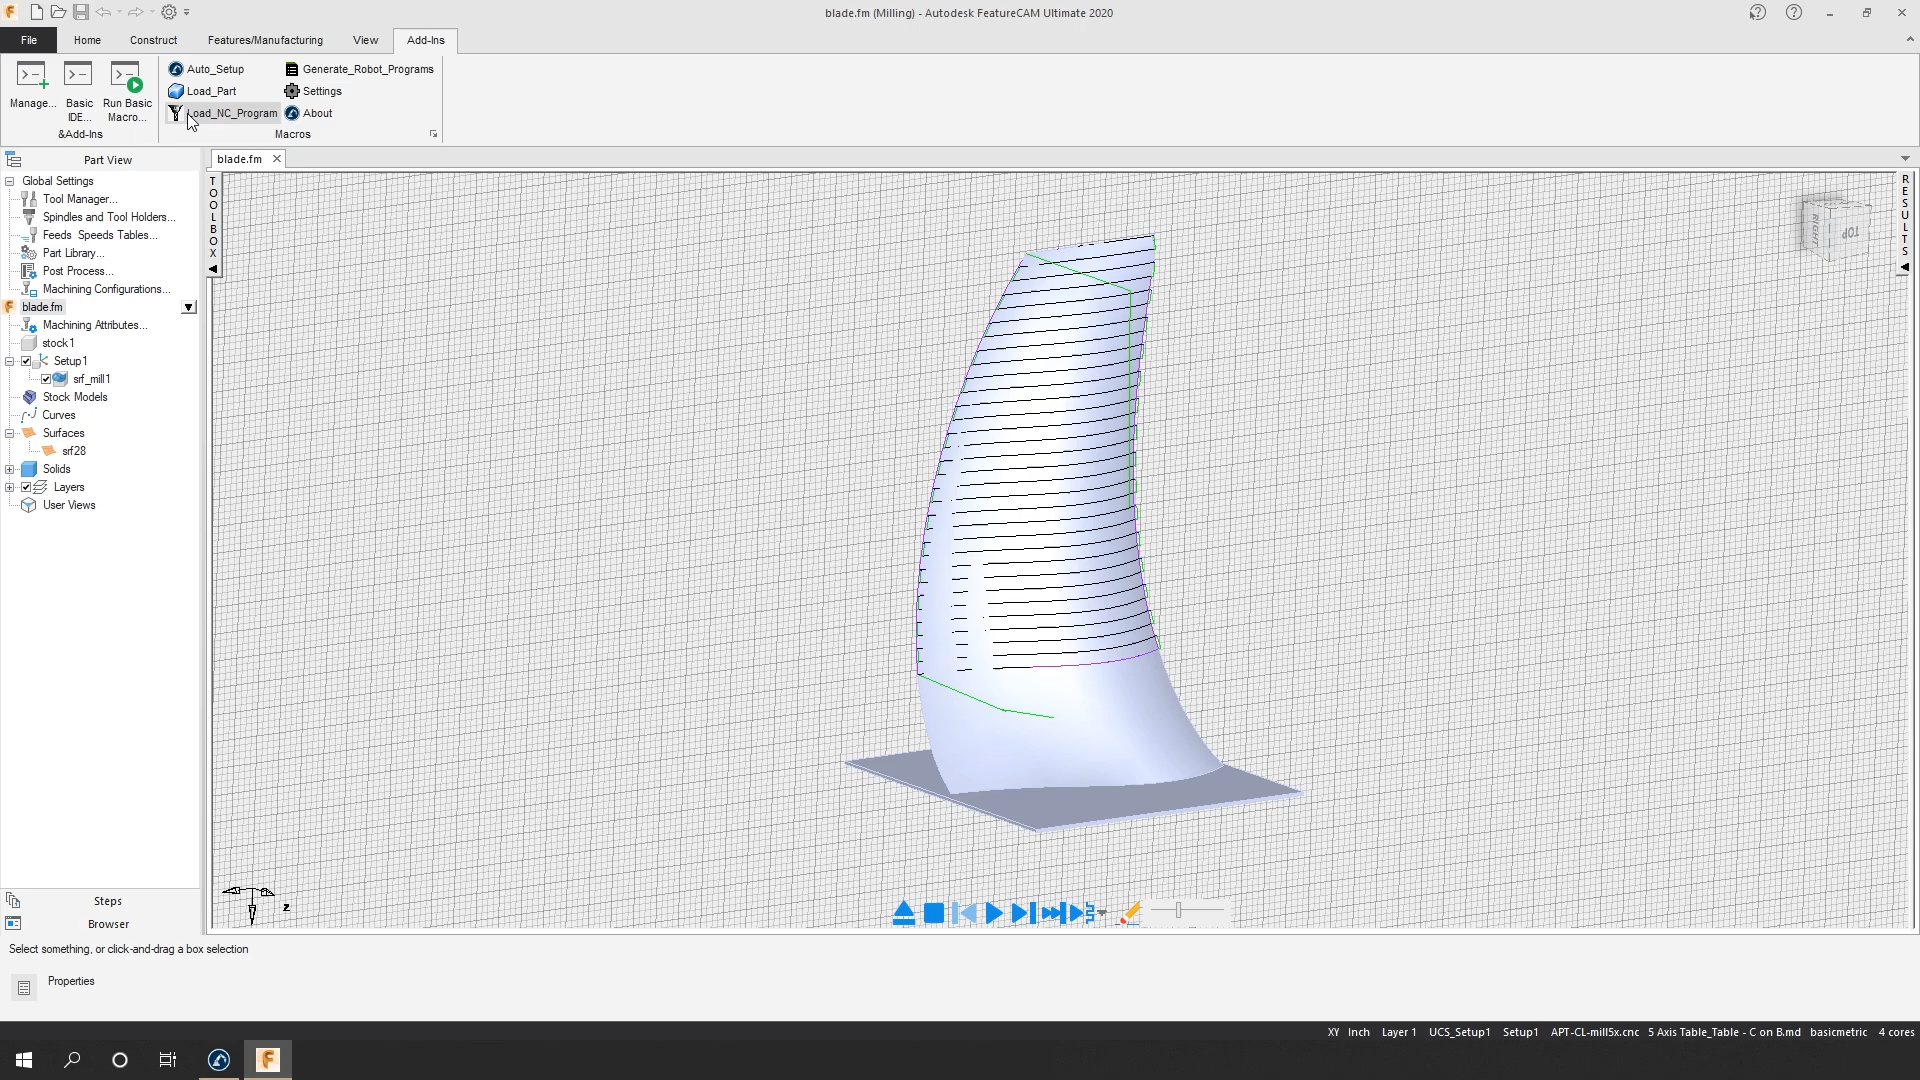 blade.fm (Milling) - Autodesk FeatureCAM Ultimate 2020
File Home Construct Features/Manufacturing View Add-Ins
Auto_Setup Generate_Robot_Programs
Load_Part Settings
Manage... Basic IDE... Run Basic Macro...
Load_NC_Program About
&Add-Ins Macros
Part View
blade.fm
Global Settings
Tool Manager...
Spindles and Tool Holders...
Feeds Speeds Tables...
Part Library...
Post Process...
Machining Configurations...
blade.fm
Machining Attributes...
stock1
Setup1
srf_mill1
Stock Models
Curves
Surfaces
srf28
Solids
Layers
User Views
TOOLBOX
RESULTS
RIGHT
TOP
Z
Steps
Browser
Select something, or click-and-drag a box selection
Properties
XY Inch Layer 1 UCS_Setup1 Setup1 APT-CL-mill5x.cnc 5 Axis Table_Table - C on B.md basicmetric 4 cores